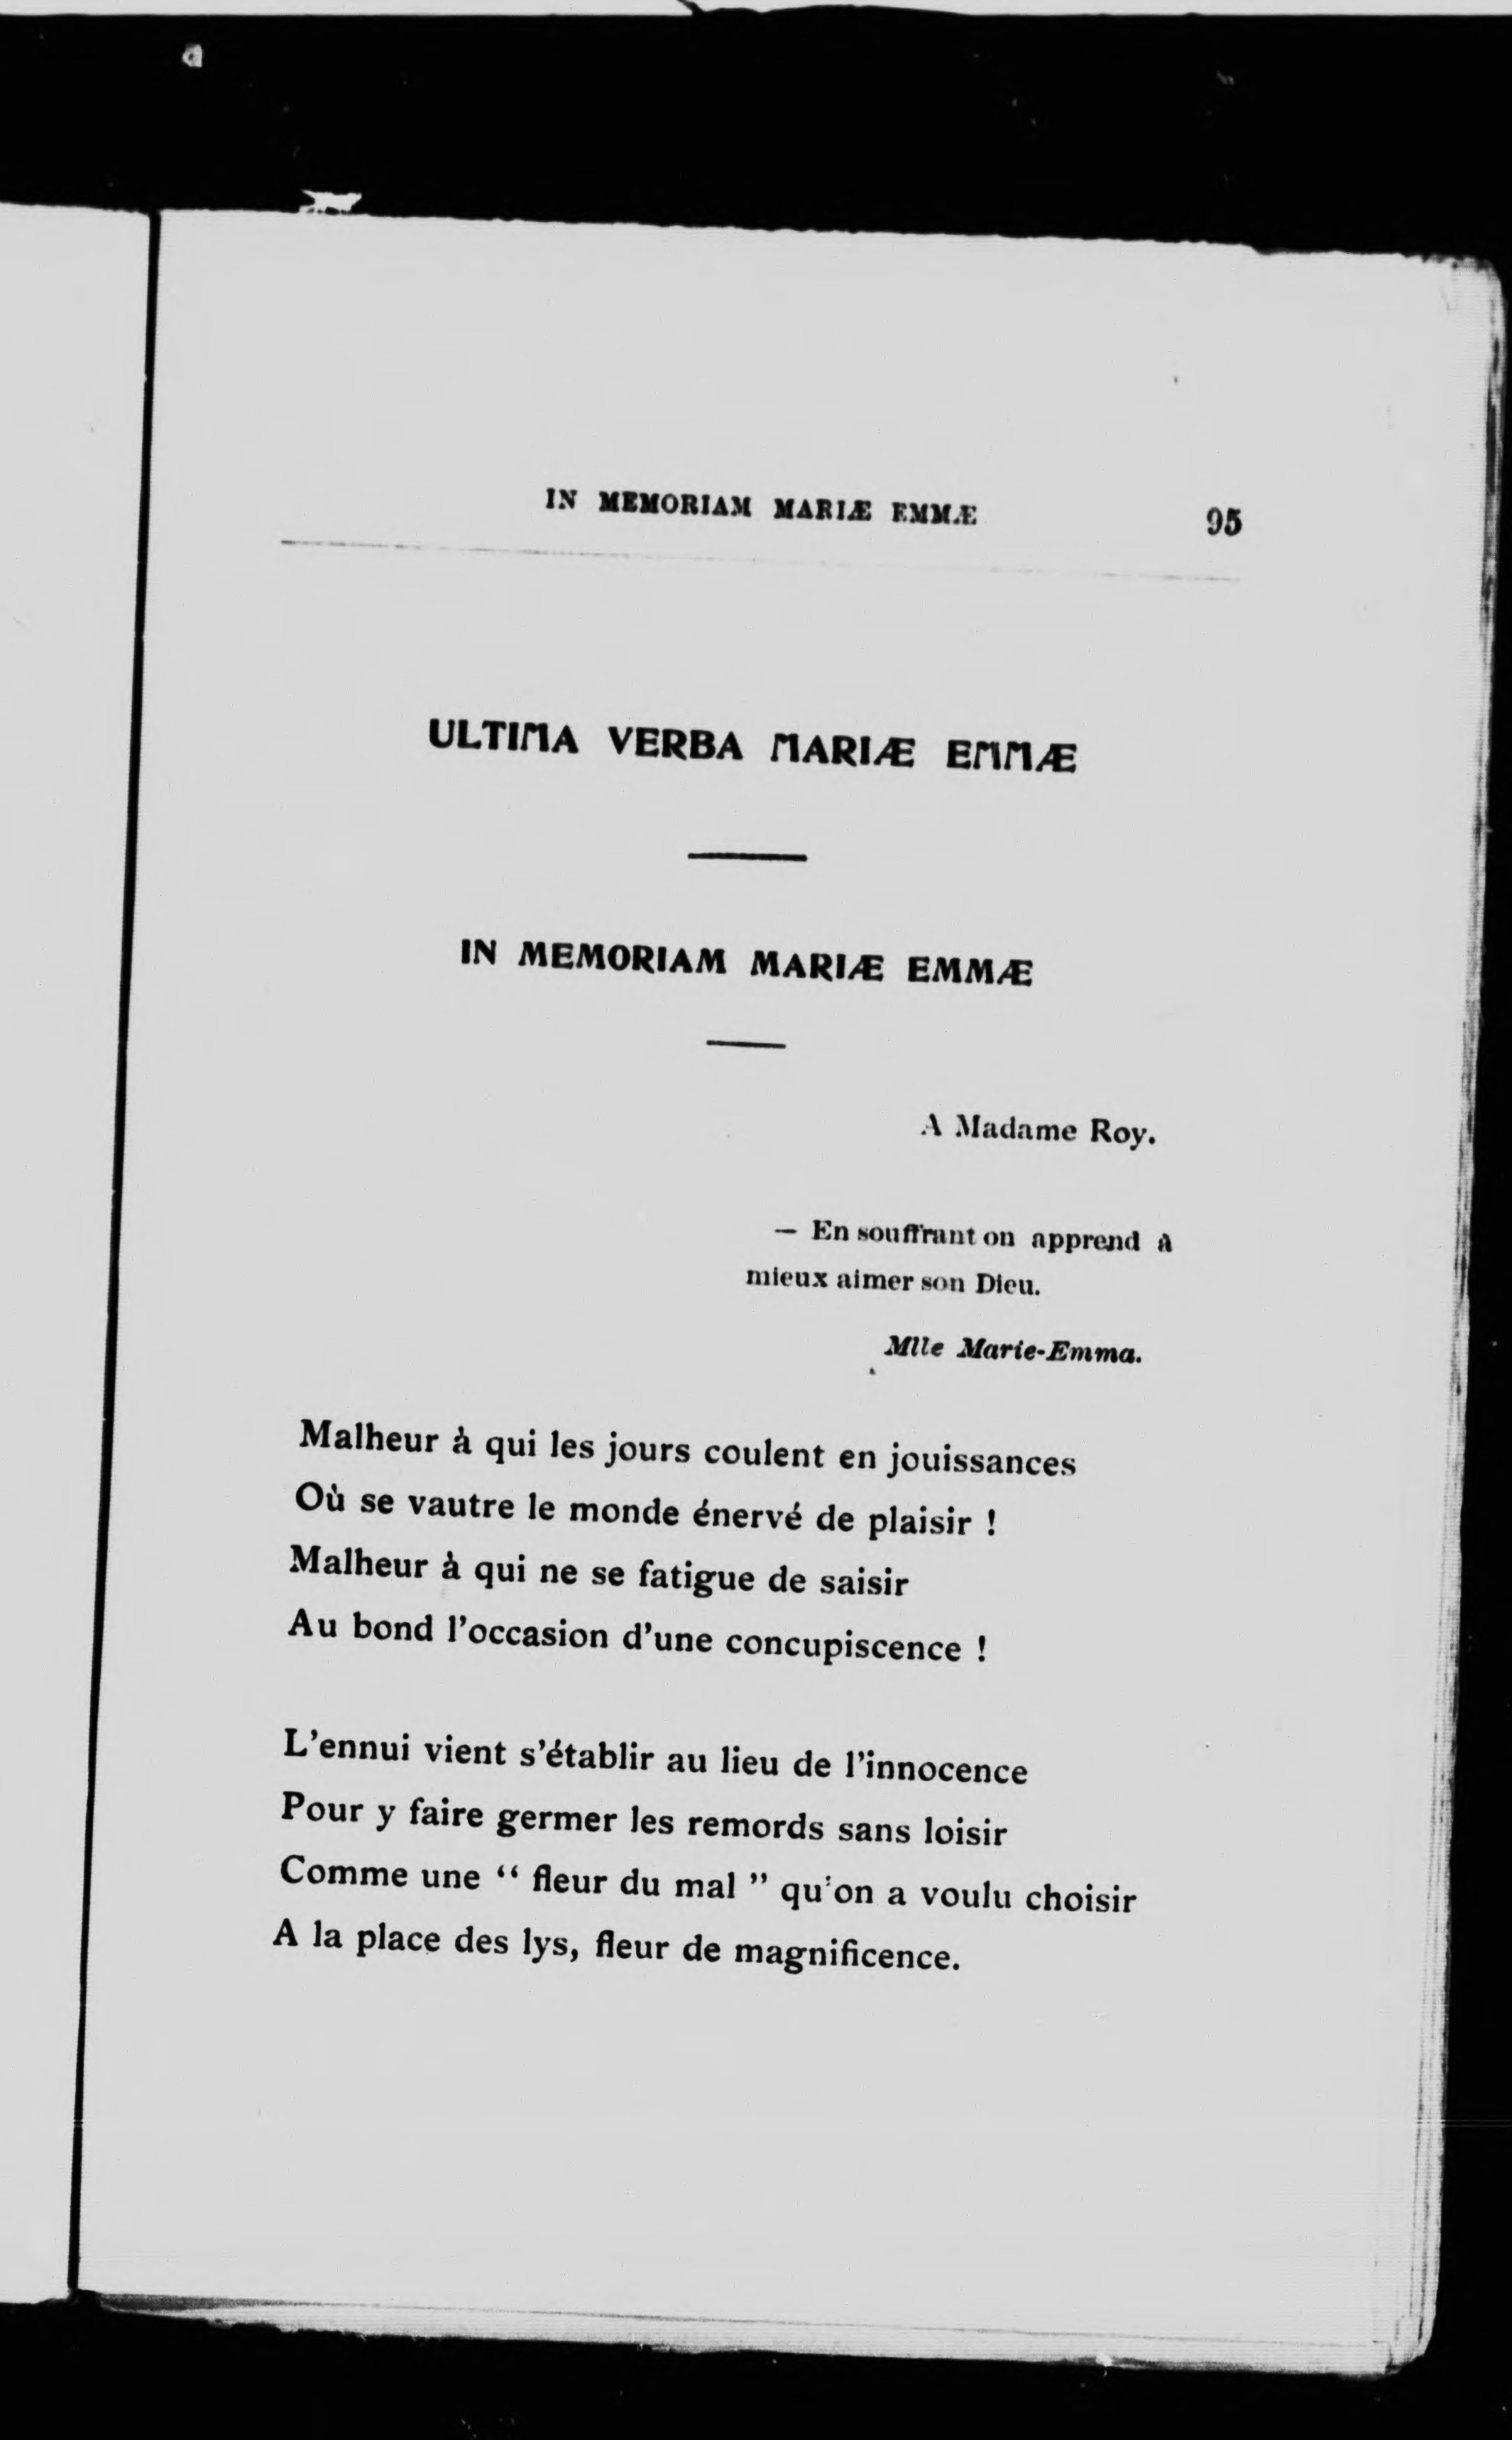 IN MEMORIAM MARIÆ EMMÆ 95
ULTIMA VERBA MARIÆ EMMÆ
IN MEMORIAM MARIÆ EMMÆ
A Madame Roy.
— En souffrant on apprend à
mieux aimer son Dieu.
Mlle Marie-Emma.
Malheur à qui les jours coulent en jouissances
Où se vautre le monde énervé de plaisir !
Malheur à qui ne se fatigue de saisir
Au bond l'occasion d'une concupiscence !
L'ennui vient s'établir au lieu de l'innocence
Pour y faire germer les remords sans loisir
Comme une “ fleur du mal ” qu'on a voulu choisir
A la place des lys, fleur de magnificence.